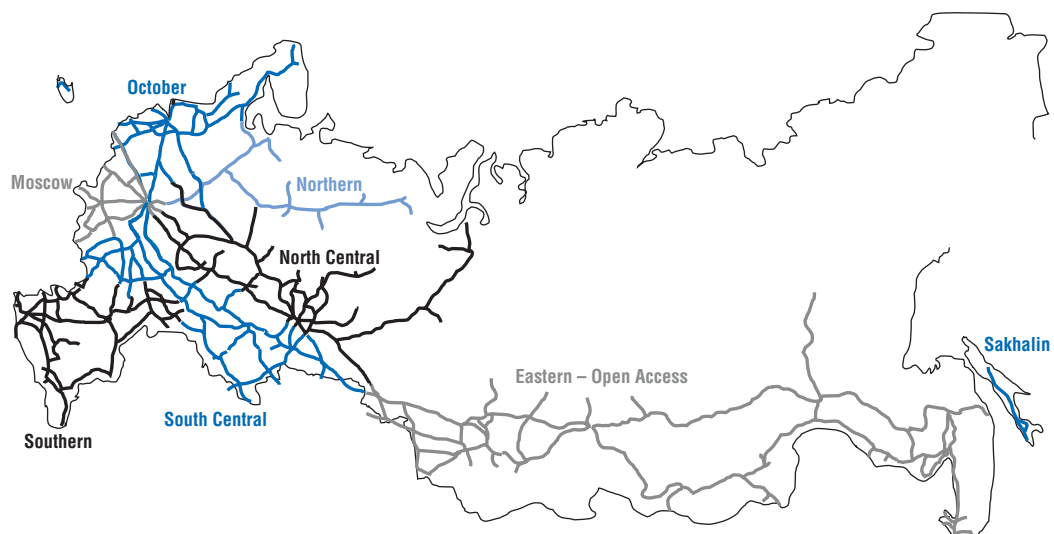 October
Moscow
Northern
North Central
Sakhalin
Eastern – Open Access
South Central
Southern